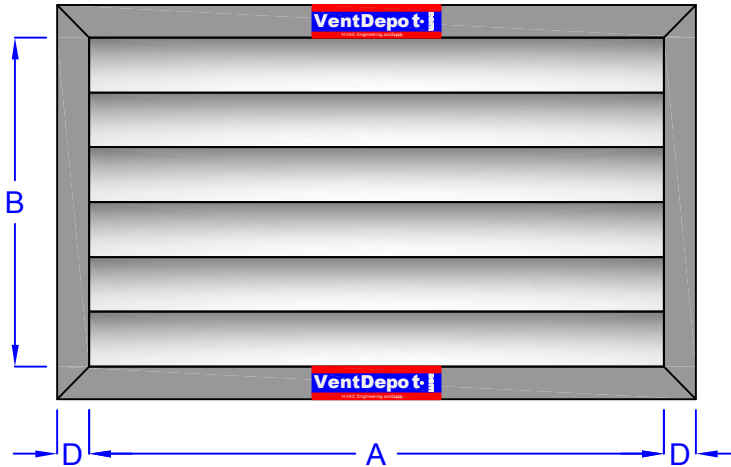 VentDepot
HVAC Engineering and Supply
B
VentDepot
HVAC Engineering and Supply
D
A
D